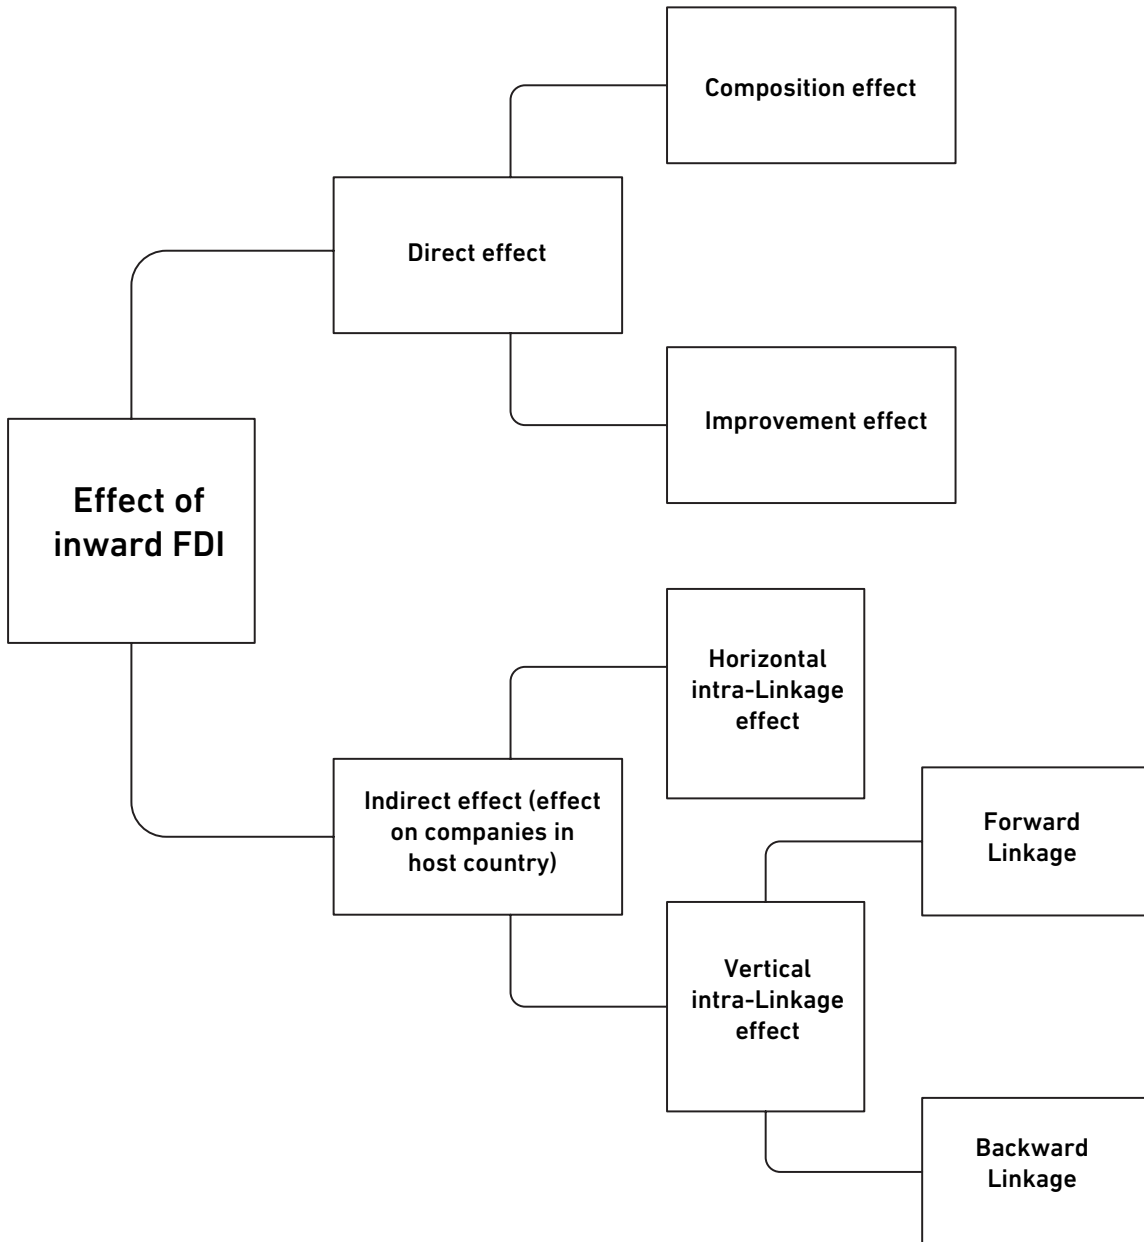 Composition effect
Direct effect
Improvement effect
Effect of
inward FDI
Horizontal
intra-Linkage
effect
Indirect effect (effect
on companies in
host country)
Forward
Linkage
Vertical
intra-Linkage
effect
Backward
Linkage